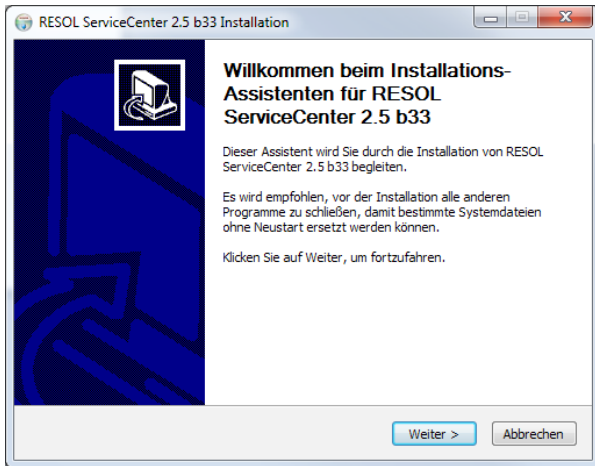 RESOL ServiceCenter 2.5 b33 Installation
Willkommen beim Installations-
Assistenten für RESOL
ServiceCenter 2.5 b33
Dieser Assistent wird Sie durch die Installation von RESOL
ServiceCenter 2.5 b33 begleiten.
Es wird empfohlen, vor der Installation alle anderen
Programme zu schließen, damit bestimmte Systemdateien
ohne Neustart ersetzt werden können.
Klicken Sie auf Weiter, um fortzufahren.
Weiter >
Abbrechen